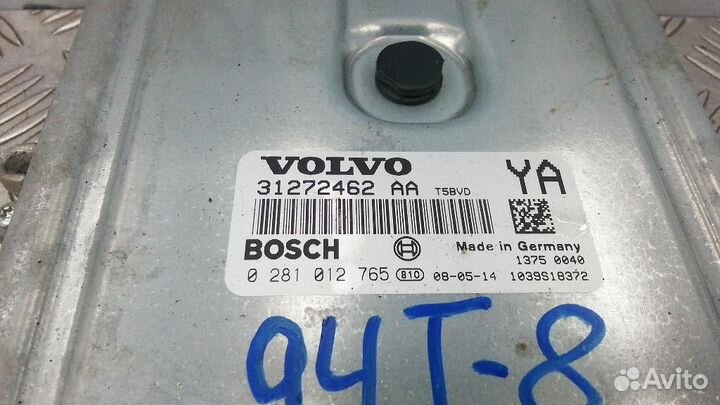 VOLVO YA
31272462 AA T5BVD
BOSCH Made in Germany
1375 0040
0 281 012 765 810 08-05-14 1039S18372
94T-8
Avito